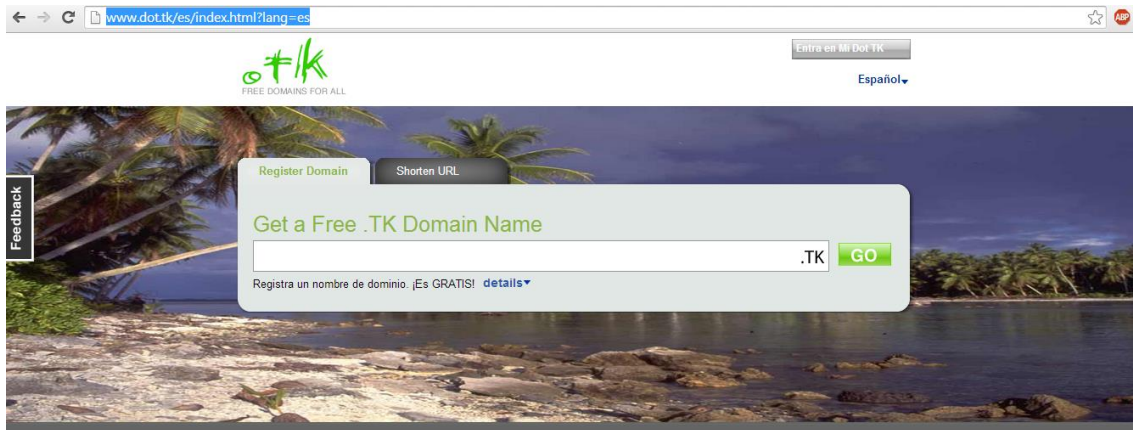 www.dot.tk/es/index.html?lang=es
ABP
.tk
FREE DOMAINS FOR ALL
Entra en Mi Dot TK
Español
Feedback
Register Domain
Shorten URL
Get a Free .TK Domain Name
.TK
GO
Registra un nombre de dominio. ¡Es GRATIS! details